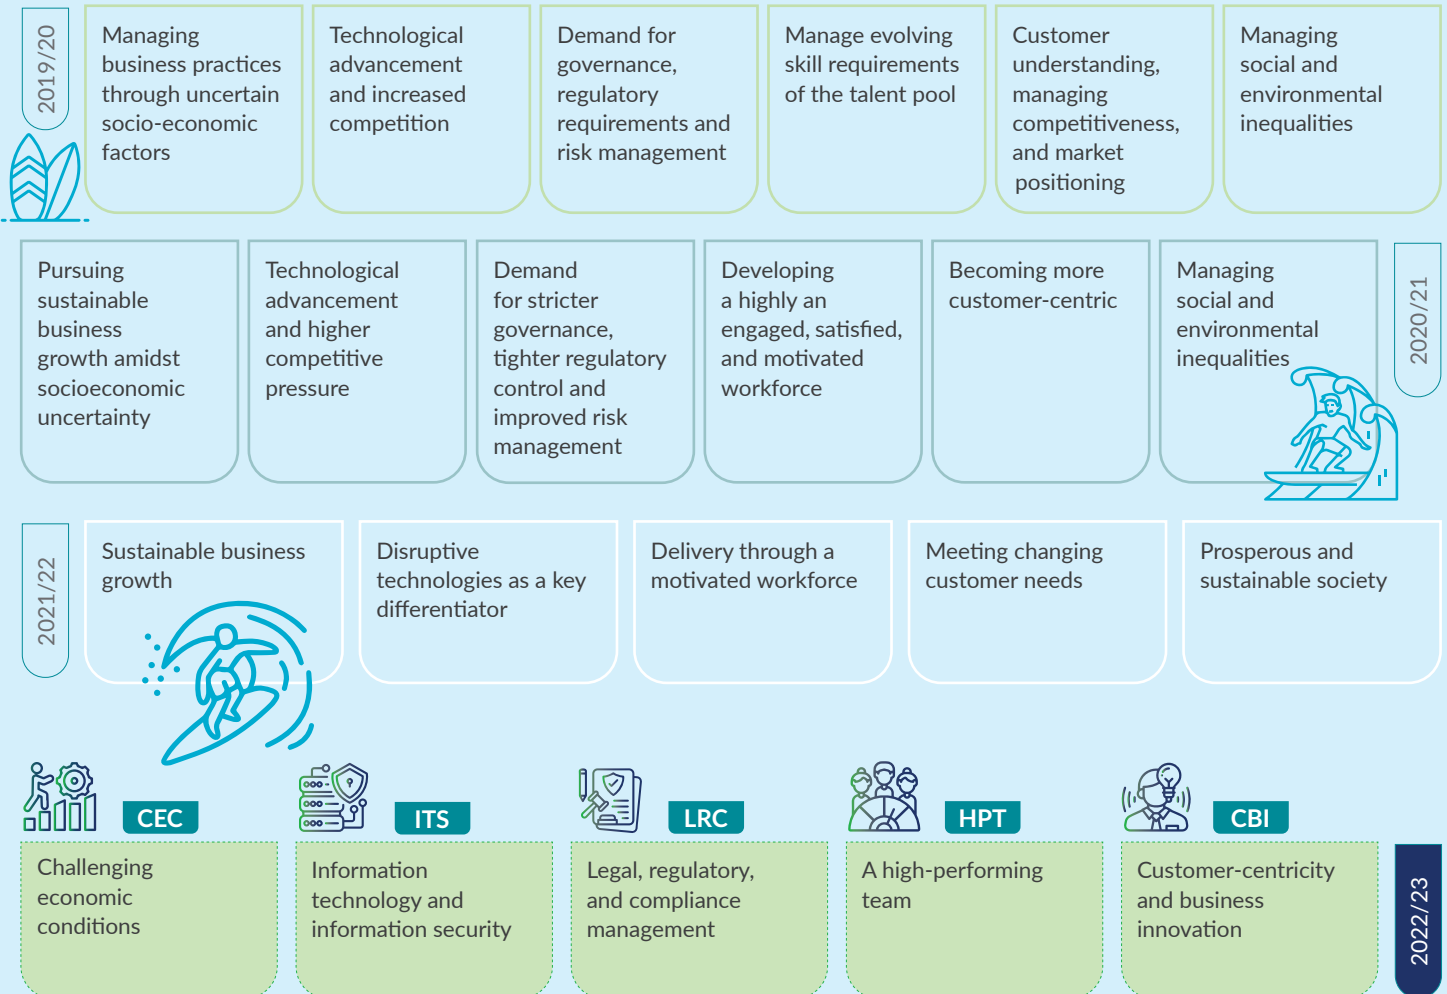 2019/20
Managing
business practices
through uncertain
socio-economic
factors
Technological
advancement
and increased
competition
Demand for
governance,
regulatory
requirements and
risk management
Manage evolving
skill requirements
of the talent pool
Customer
understanding,
managing
competitiveness,
and market
positioning
Managing
social and
environmental
inequalities
Pursuing
sustainable
business
growth amidst
socioeconomic
uncertainty
Technological
advancement
and higher
competitive
pressure
Demand
for stricter
governance,
tighter regulatory
control and
improved risk
management
Developing
a highly an
engaged, satisfied,
and motivated
workforce
Becoming more
customer-centric
Managing
social and
environmental
inequalities
2020/21
2021/22
Sustainable business
growth
Disruptive
technologies as a key
differentiator
Delivery through a
motivated workforce
Meeting changing
customer needs
Prosperous and
sustainable society
CEC
Challenging
economic
conditions
ITS
Information
technology and
information security
LRC
Legal, regulatory,
and compliance
management
HPT
A high-performing
team
CBI
Customer-centricity
and business
innovation
2022/23